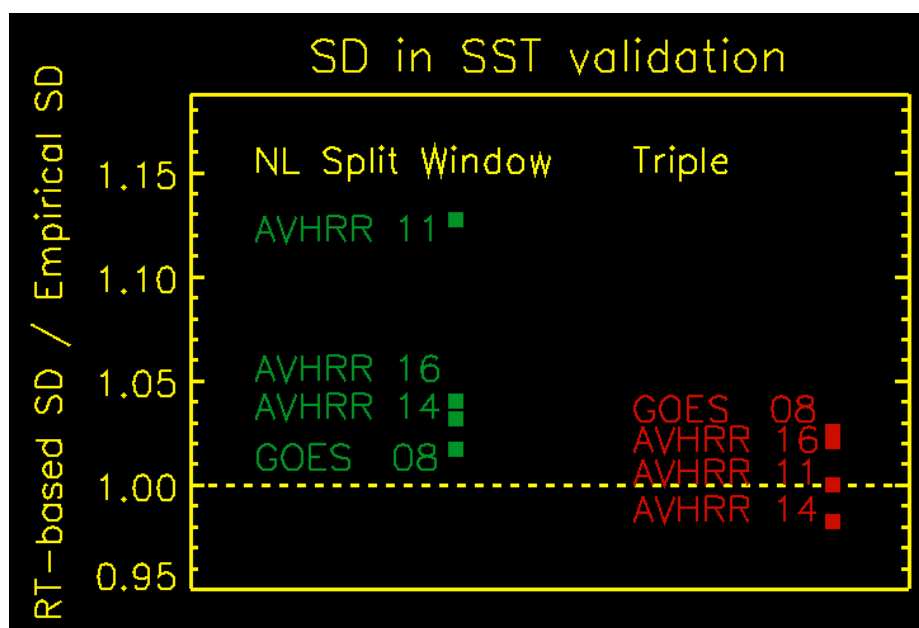 SD in SST validation
RT-based SD / Empirical SD
1.15
1.10
1.05
1.00
0.95
NL Split Window
Triple
AVHRR 11
AVHRR 16
AVHRR 14
GOES 08
GOES 08
AVHRR 16
AVHRR 11
AVHRR 14